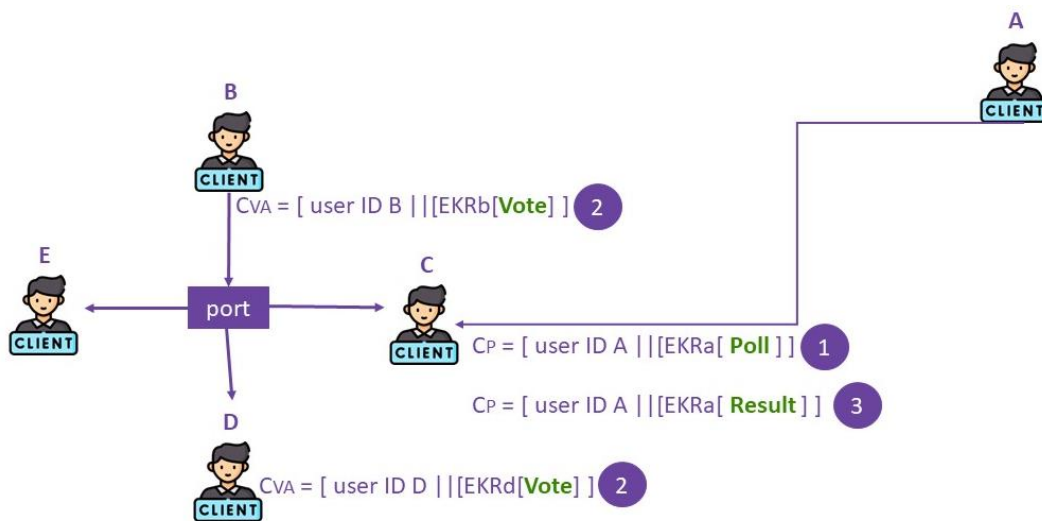 A
CLIENT
B
CLIENT
CVA = [ user ID B ||[EKRb[Vote] ] 2
E
CLIENT
port
C
CLIENT
CP = [ user ID A ||[EKRa[ Poll ] ] 1
CP = [ user ID A ||[EKRa[ Result ] ] 3
D
CLIENT
CVA = [ user ID D ||[EKRd[Vote] ] 2